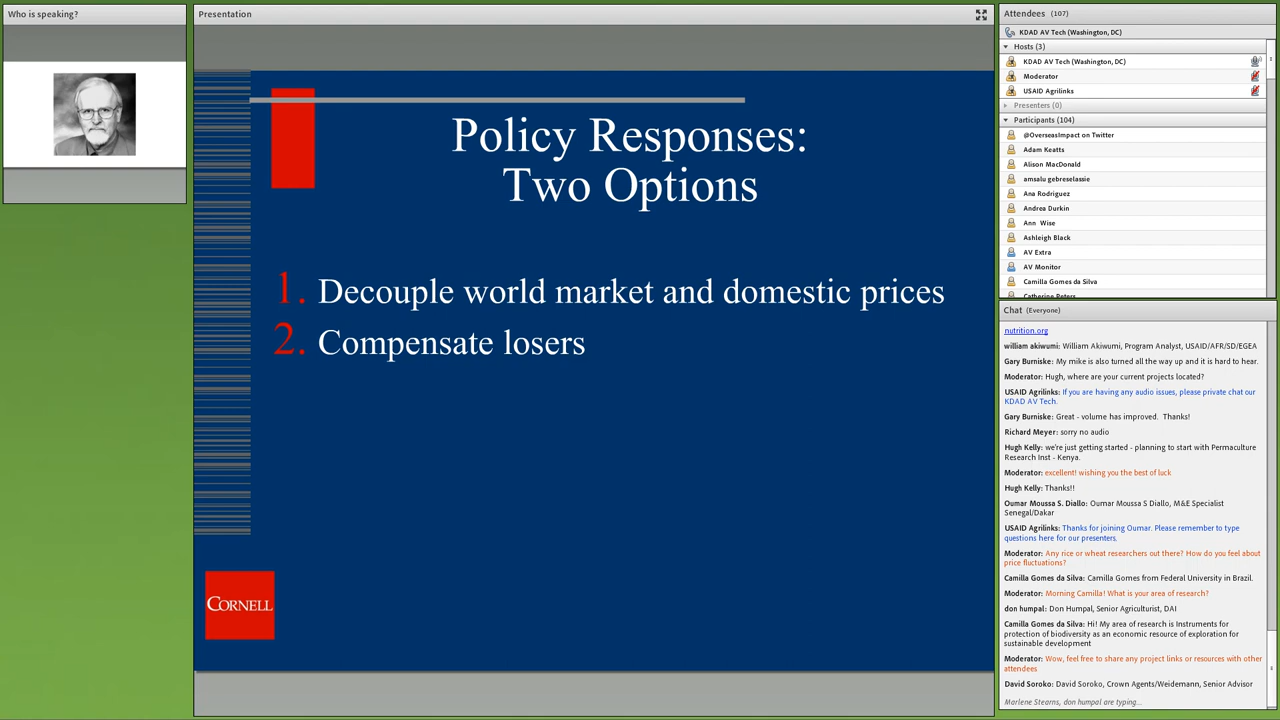 Who is speaking?
Presentation
Policy Responses:
Two Options
1. Decouple world market and domestic prices
2. Compensate losers
CORNELL
Attendees (107)
KDAD AV Tech (Washington, DC)
Hosts (3)
KDAD AV Tech (Washington, DC)
Moderator
USAID Agrilinks
Presenters (0)
Participants (104)
@OverseasImpact on Twitter
Adam Keatts
Alison MacDonald
amsalu gebreselassie
Ana Rodriguez
Andrea Durkin
Ann Wise
Ashleigh Black
AV Extra
AV Monitor
Camilla Gomes da Silva
Catherine Peters
Chat (Everyone)
nutrition.org
william akiwumi: William Akiwumi, Program Analyst, USAID/AFR/SD/EGEA
Gary Burniske: My mike is also turned all the way up and it is hard to hear.
Moderator: Hugh, where are your current projects located?
USAID Agrilinks: If you are having any audio issues, please private chat our
KDAD AV Tech.
Gary Burniske: Great - volume has improved. Thanks!
Richard Meyer: sorry no audio
Hugh Kelly: we're just getting started - planning to start with Permaculture
Research Inst - Kenya.
Moderator: excellent! wishing you the best of luck
Hugh Kelly: Thanks!!
Oumar Moussa S. Diallo: Oumar Moussa S Diallo, M&E Specialist
Senegal/Dakar
USAID Agrilinks: Thanks for joining Oumar. Please remember to type
questions here for our presenters.
Moderator: Any rice or wheat researchers out there? How do you feel about
price fluctuations?
Camilla Gomes da Silva: Camilla Gomes from Federal University in Brazil.
Moderator: Morning Camilla! What is your area of research?
don humpal: Don Humpal, Senior Agriculturist, DAI
Camilla Gomes da Silva: Hi! My area of research is Instruments for
protection of biodiversity as an economic resource of exploration for
sustainable development
Moderator: Wow, feel free to share any project links or resources with other
attendees
David Soroko: David Soroko, Crown Agents/Weidemann, Senior Advisor
Marlene Stearns, don humpal are typing...